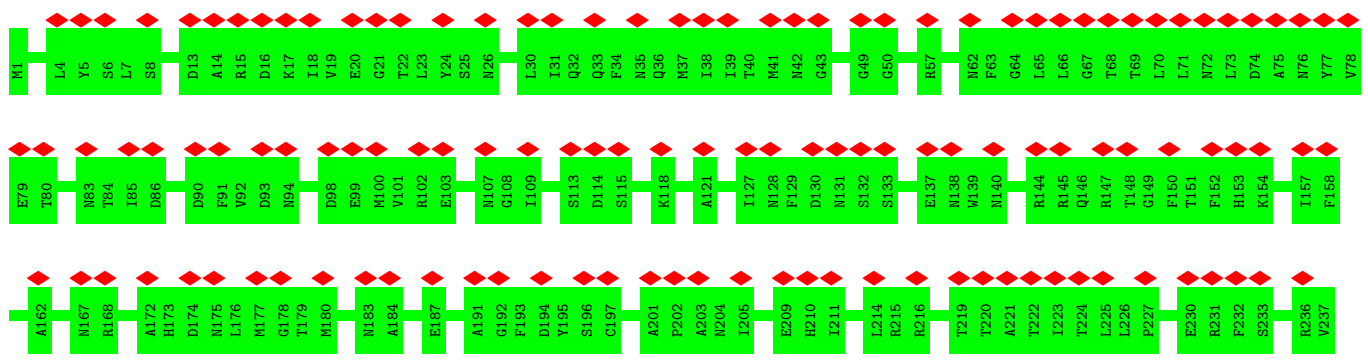 M1 L4 Y5 S6 L7 S8 D13 A14 R15 D16 K17 I18 V19 E20 G21 T22 L23 Y24 S25 N26 L30 I31 Q32 Q33 F34 N35 Q36 M37 I38 I39 T40 M41 N42 G43 G49 G50 R57 N62 F63 G64 L65 L66 G67 T68 T69 L70 L71 N72 L73 D74 A75 N76 Y77 V78
E79 T80 N83 T84 I85 D86 D90 F91 V92 D93 N94 D98 E99 M100 V101 R102 E103 N107 G108 I109 S113 D114 S115 K118 A121 I127 N128 F129 D130 N131 S132 S133 E137 N138 W139 N140 R144 R145 Q146 R147 T148 G149 F150 T151 F152 H153 K154 I157 F158
A162 N167 R168 A172 H173 D174 N175 L176 M177 G178 T179 M180 N183 A184 E187 A191 G192 F193 D194 Y195 S196 C197 A201 P202 A203 N204 I205 E209 H210 I211 L214 R215 R216 T219 T220 A221 T222 I223 T224 L225 L226 P227 E230 R231 F232 S233 R236 V237